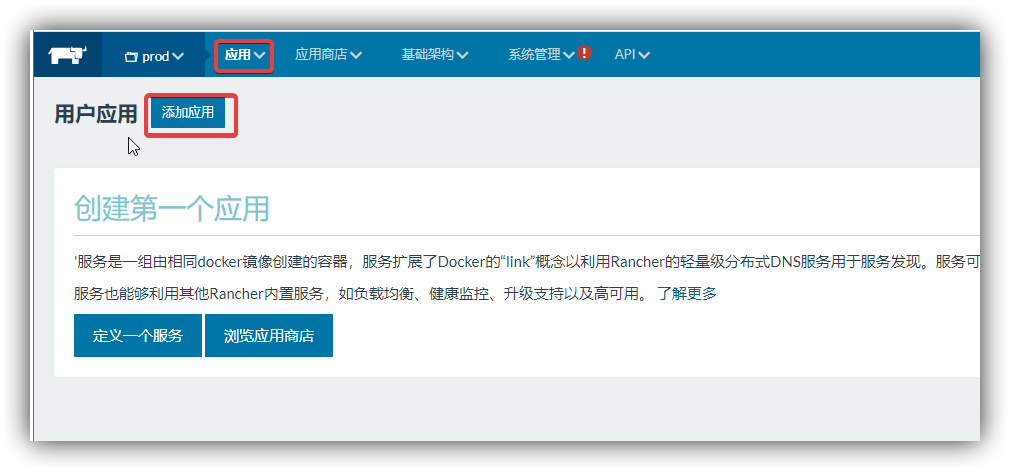 prod 应用 应用商店 基础架构 系统管理 ! API
用户应用 添加应用
创建第一个应用
'服务是一组由相同docker镜像创建的容器，服务扩展了Docker的“link”概念以利用Rancher的轻量级分布式DNS服务用于服务发现。服务可
服务也能够利用其他Rancher内置服务，如负载均衡、健康监控、升级支持以及高可用。 了解更多
定义一个服务 浏览应用商店